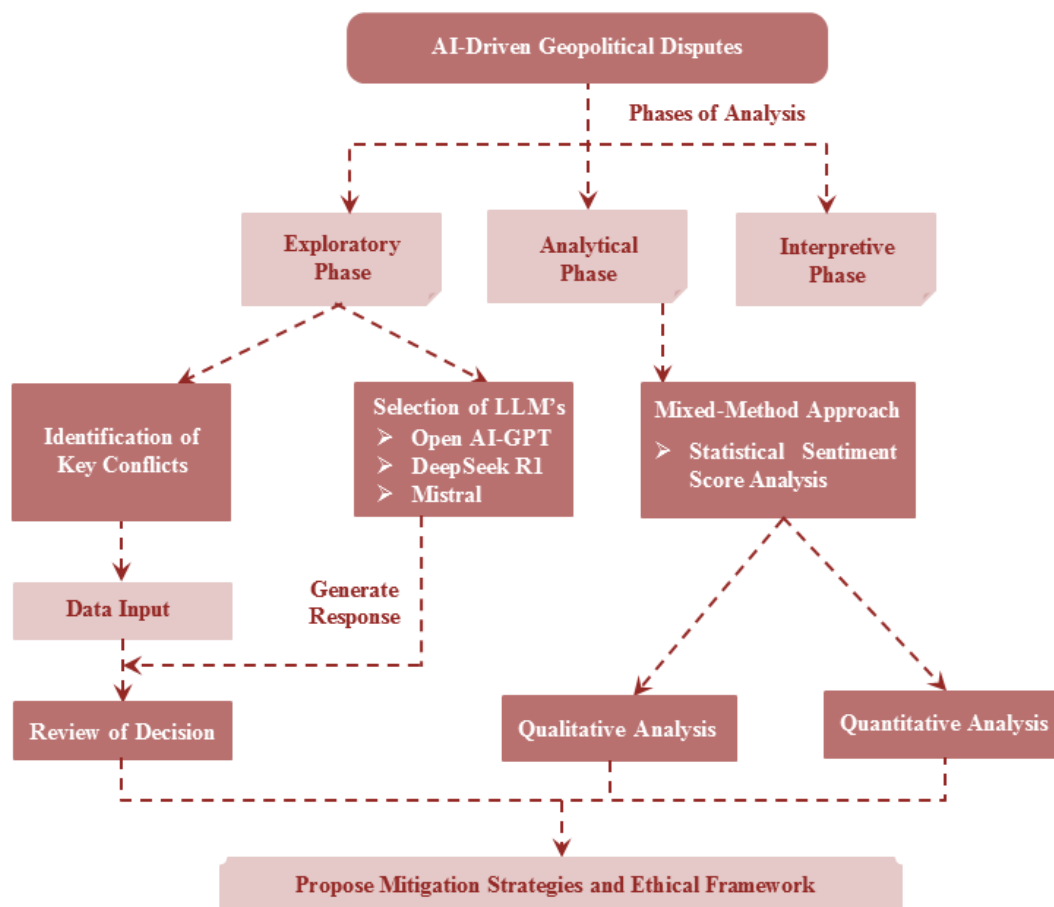 AI-Driven Geopolitical Disputes
Phases of Analysis
Exploratory
Phase
Analytical
Phase
Interpretive
Phase
Identification of
Key Conflicts
Selection of LLM's
➢ Open AI-GPT
➢ DeepSeek R1
➢ Mistral
Mixed-Method Approach
➢ Statistical Sentiment
Score Analysis
Data Input
Generate
Response
Review of Decision
Qualitative Analysis
Quantitative Analysis
Propose Mitigation Strategies and Ethical Framework